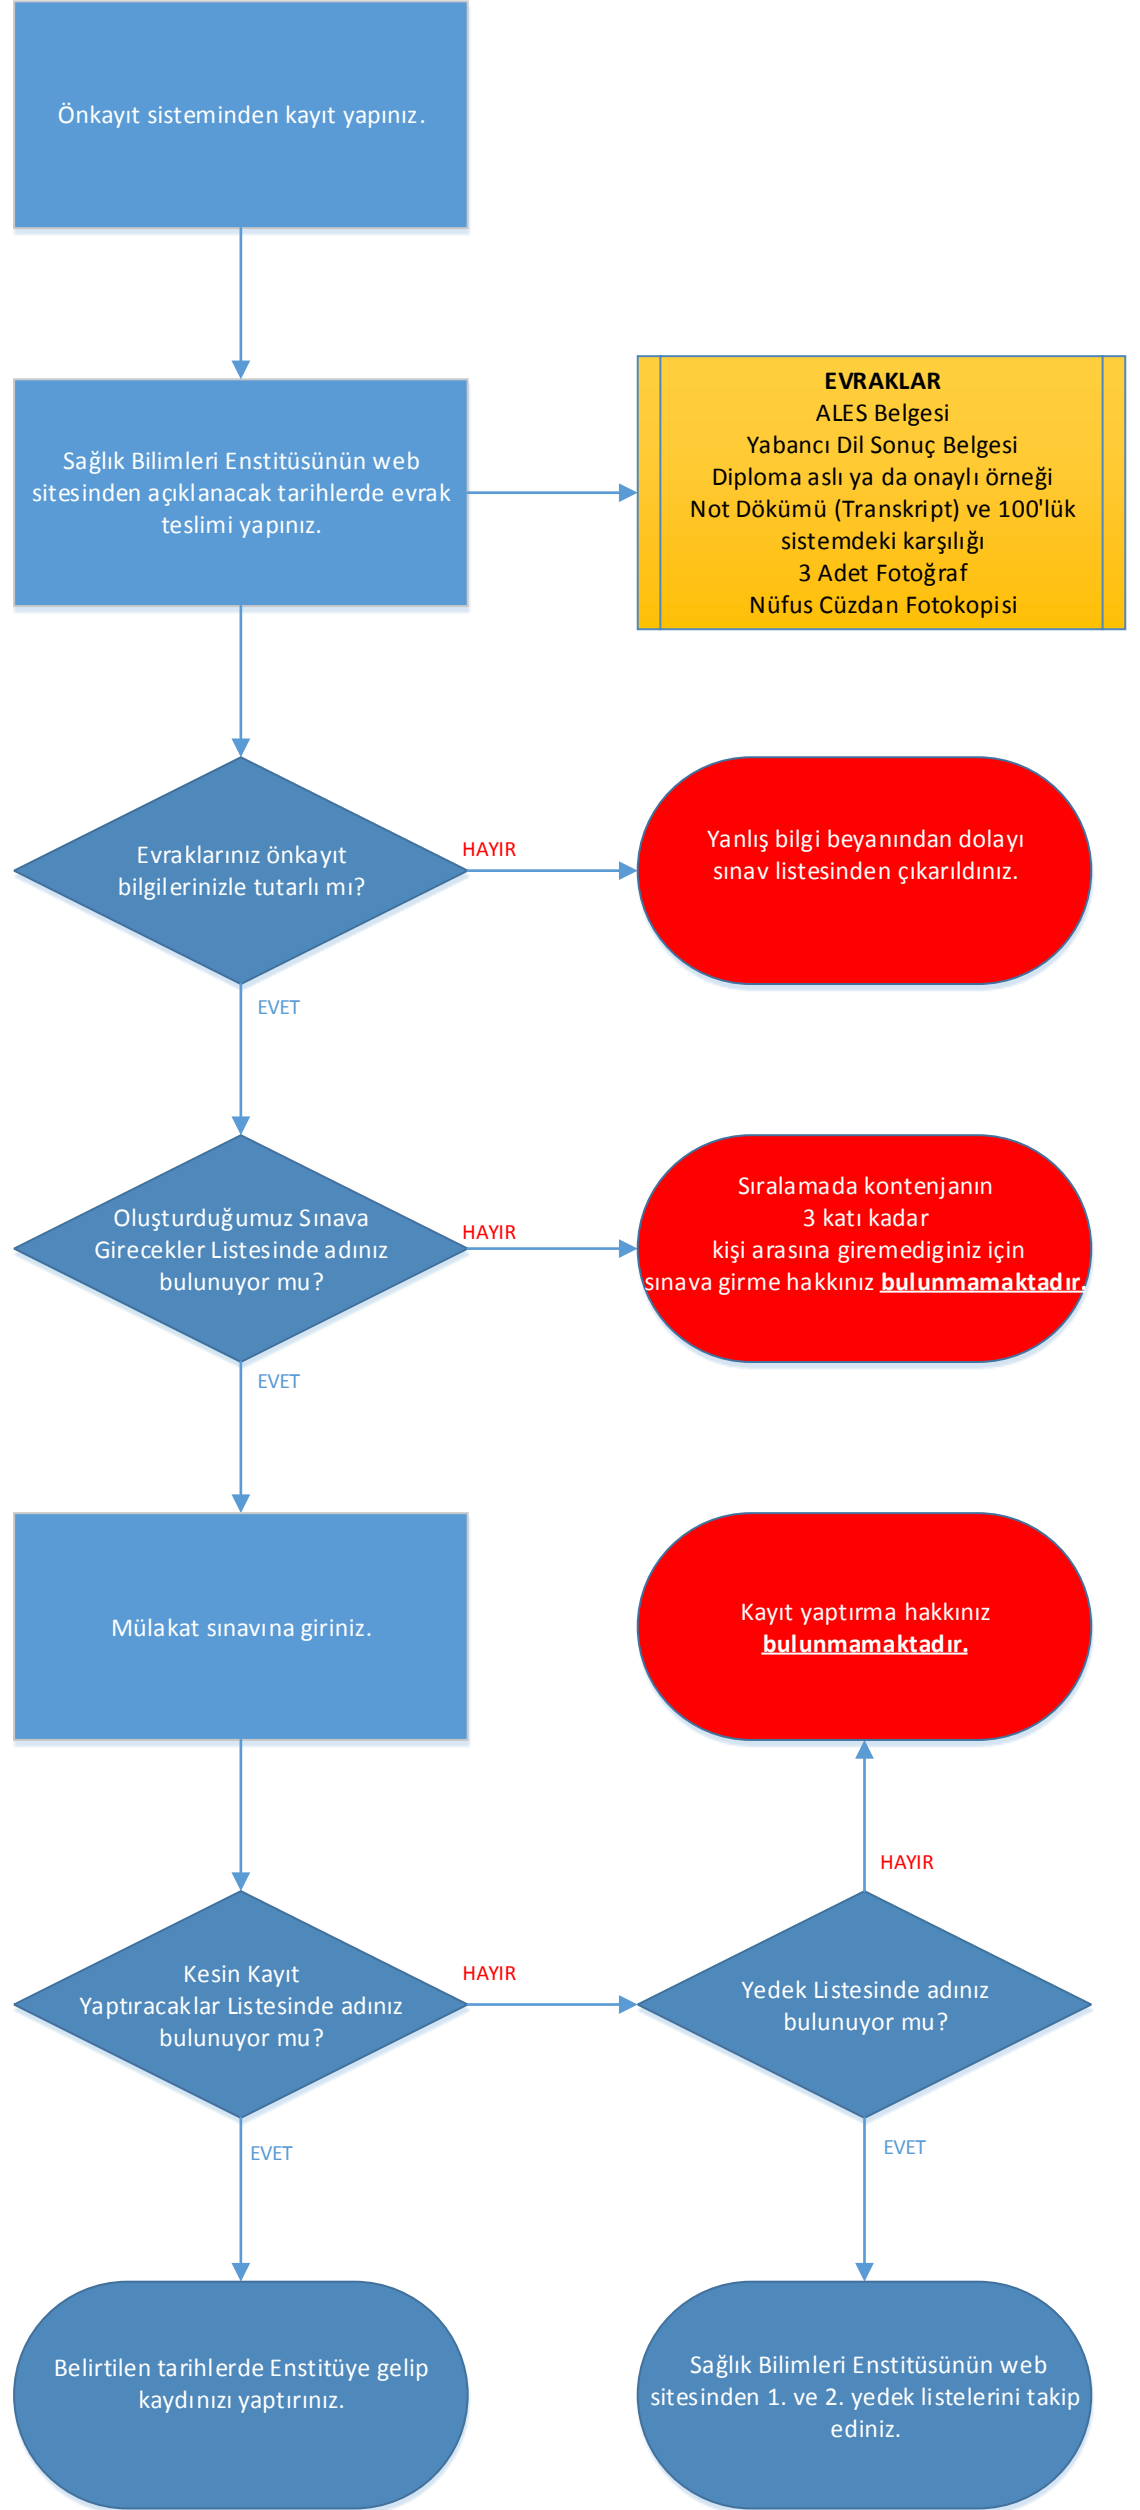 Önkayıt sisteminden kayıt yapınız.
Sağlık Bilimleri Enstitüsünün web
sitesinden açıklanacak tarihlerde evrak
teslimi yapınız.
EVRAKLAR
ALES Belgesi
Yabancı Dil Sonuç Belgesi
Diploma aslı ya da onaylı örneği
Not Dökümü (Transkript) ve 100'lük
sistemdeki karşılığı
3 Adet Fotoğraf
Nüfus Cüzdan Fotokopisi
Evraklarınız önkayıt
bilgilerinizle tutarlı mı?
HAYIR
Yanlış bilgi beyanından dolayı
sınav listesinden çıkarıldınız.
EVET
Oluşturduğumuz Sınava
Girecekler Listesinde adınız
bulunuyor mu?
HAYIR
Sıralamada kontenjanın
3 katı kadar
kişi arasına giremediginiz için
sınava girme hakkınız bulunmamaktadır.
EVET
Mülakat sınavına giriniz.
Kayıt yaptırma hakkınız
bulunmamaktadır.
HAYIR
Kesin Kayıt
Yaptıracaklar Listesinde adınız
bulunuyor mu?
HAYIR
Yedek Listesinde adınız
bulunuyor mu?
EVET
EVET
Belirtilen tarihlerde Enstitüye gelip
kaydınızı yaptırınız.
Sağlık Bilimleri Enstitüsünün web
sitesinden 1. ve 2. yedek listelerini takip
ediniz.